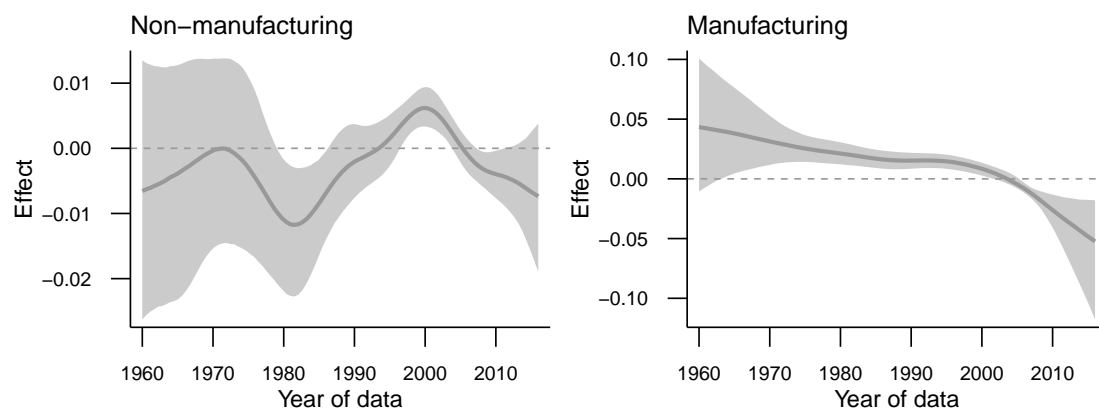 Non−manufacturing
0.01
0.00
−0.01
−0.02
Effect
1960 1970 1980 1990 2000 2010
Year of data
Manufacturing
0.10
0.05
0.00
−0.05
−0.10
Effect
1960 1970 1980 1990 2000 2010
Year of data